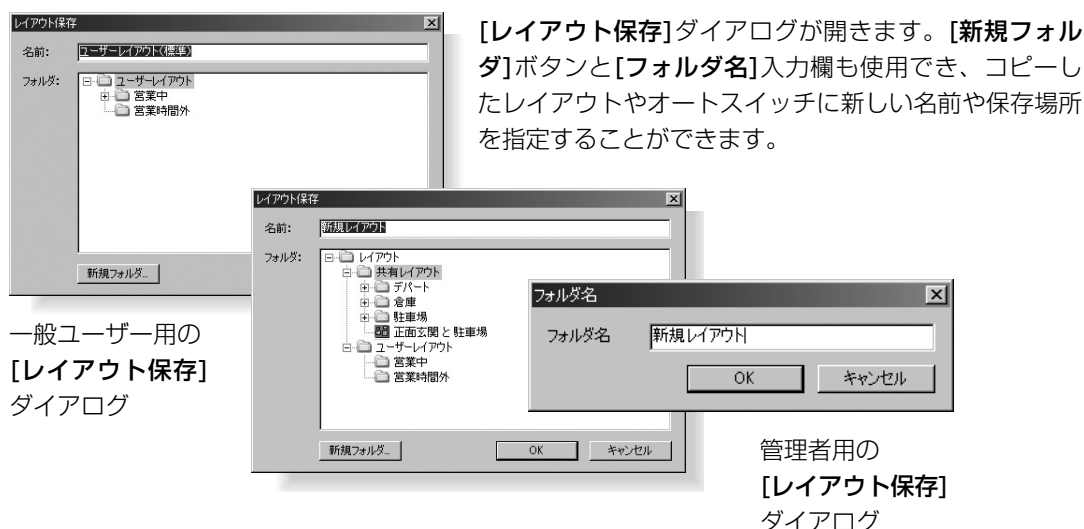 [レイアウト保存]ダイアログが開きます。[新規フォル
ダ]ボタンと[フォルダ名]入力欄も使用でき、コピーし
たレイアウトやオートスイッチに新しい名前や保存場所
を指定することができます。
レイアウト保存
名前:
ユーザーレイアウト(標準)
フォルダ:
ユーザーレイアウト
営業中
営業時間外
新規フォルダ...
一般ユーザー用の
[レイアウト保存]
ダイアログ
レイアウト保存
名前:
新規レイアウト
フォルダ:
レイアウト
共有レイアウト
デパート
倉庫
駐車場
正面玄関と駐車場
ユーザーレイアウト
営業中
営業時間外
新規フォルダ...
OK
キャンセル
フォルダ名
フォルダ名
新規レイアウト
OK
キャンセル
管理者用の
[レイアウト保存]
ダイアログ